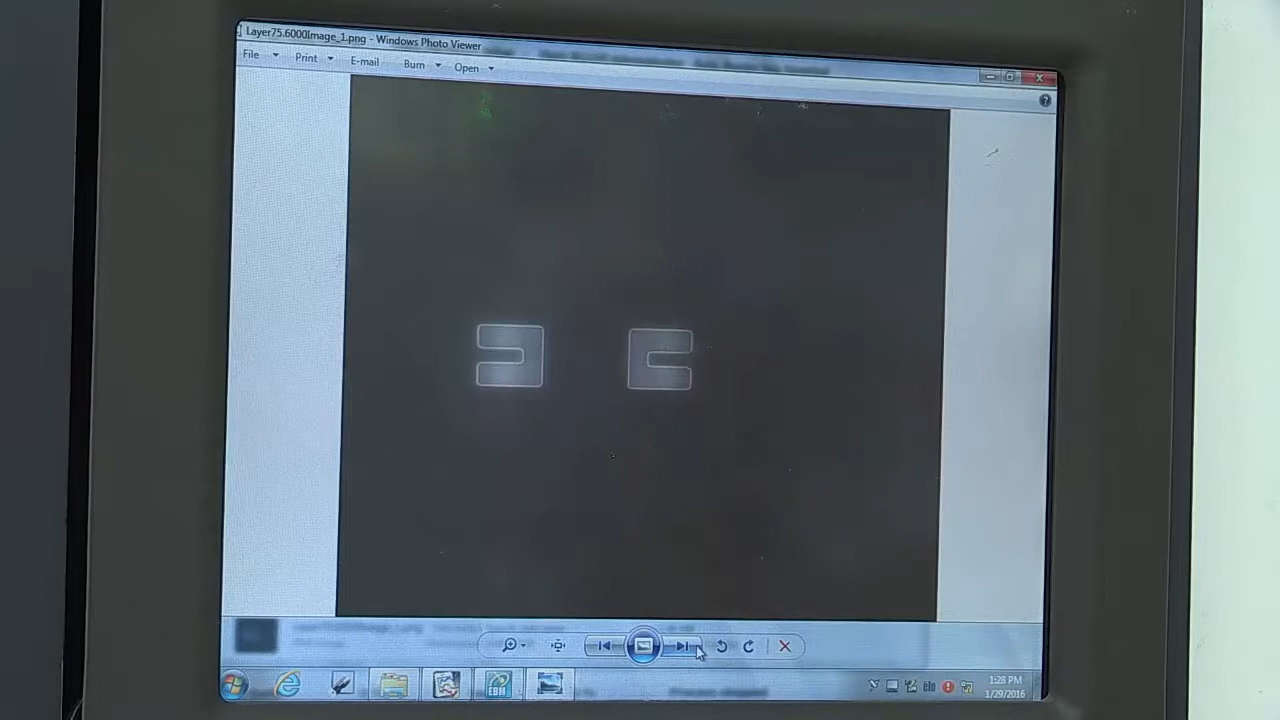 Layer75.6000Image_1.png - Windows Photo Viewer
File Print E-mail Burn Open
EBM
1:28 PM
1/29/2016